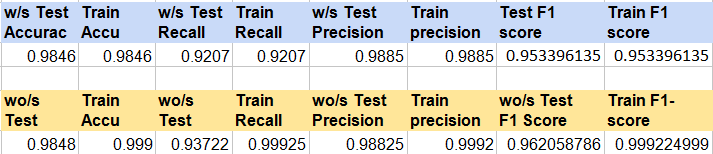 w/s Test Train w/s Test Train w/s Test Train Test F1 Train F1
Accurac Accu Recall Recall Precision precision score score
0.9846 0.9846 0.9207 0.9207 0.9885 0.9885 0.953396135 0.953396135
wo/s Train wo/s Train wo/s Test Train wo/s Test Train F1-
Test Accu Test Recall Precision precision F1 Score score
0.9848 0.999 0.93722 0.99925 0.98825 0.9992 0.962058786 0.999224999